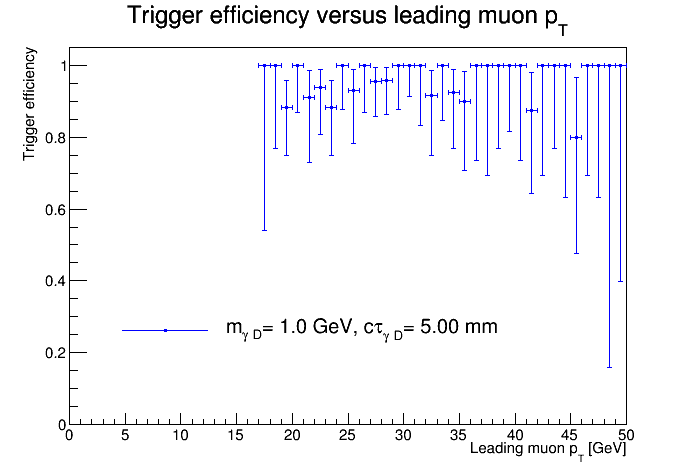 Trigger efficiency versus leading muon p_T
Trigger efficiency
1
0.8
0.6
0.4
0.2
0
m_γ D= 1.0 GeV, cτ_γ D= 5.00 mm
0 5 10 15 20 25 30 35 40 45 50
Leading muon p_T [GeV]